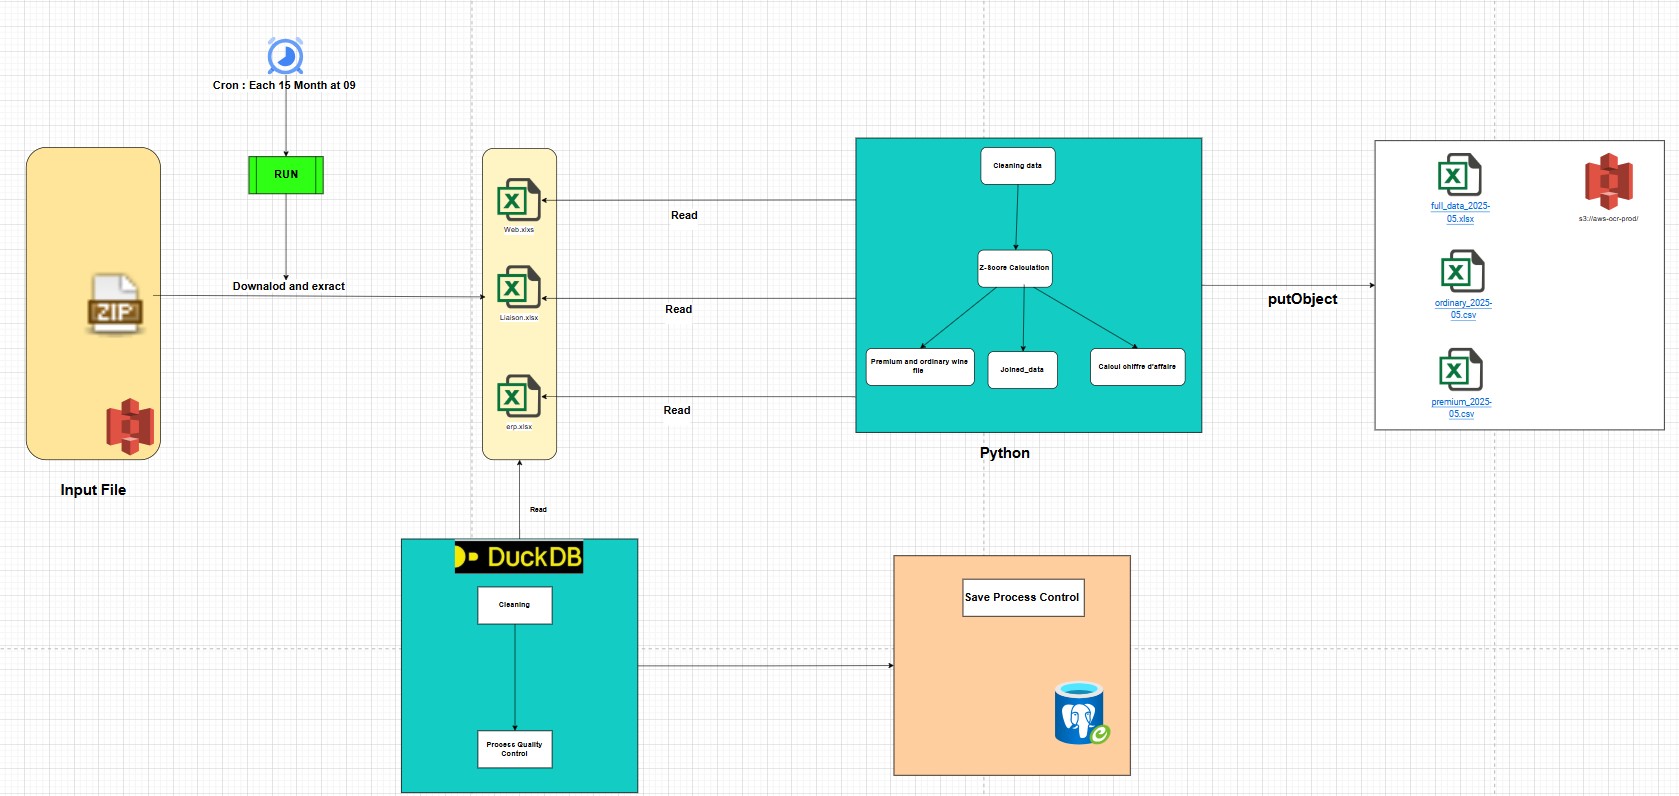 Cron : Each 15 Month at 09
RUN
Downalod and exract
ZIP
Input File
Web.xlxs
Liaison.xlsx
erp.xlsx
Read
Read
Read
Read
Cleaning data
Z-Score Calculation
Premium and ordinary wine
file
Joined_data
Calcul chiffre d'affaire
Python
putObject
full_data_2025-
05.xlsx
ordinary_2025-
05.csv
premium_2025-
05.csv
s3://aws-ocr-prod/
DuckDB
Cleaning
Process Quality
Control
Save Process Control